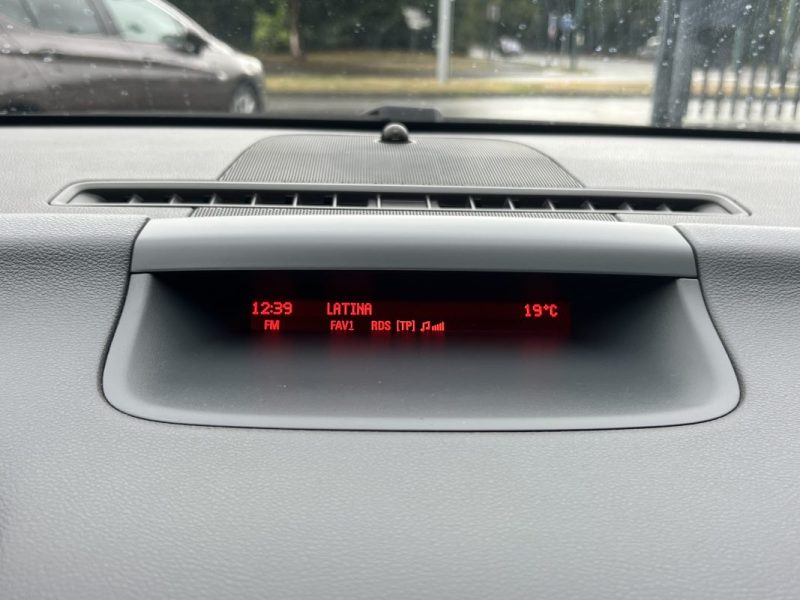 12:39 LATINA 19°C
FM FAV1 RDS [TP]